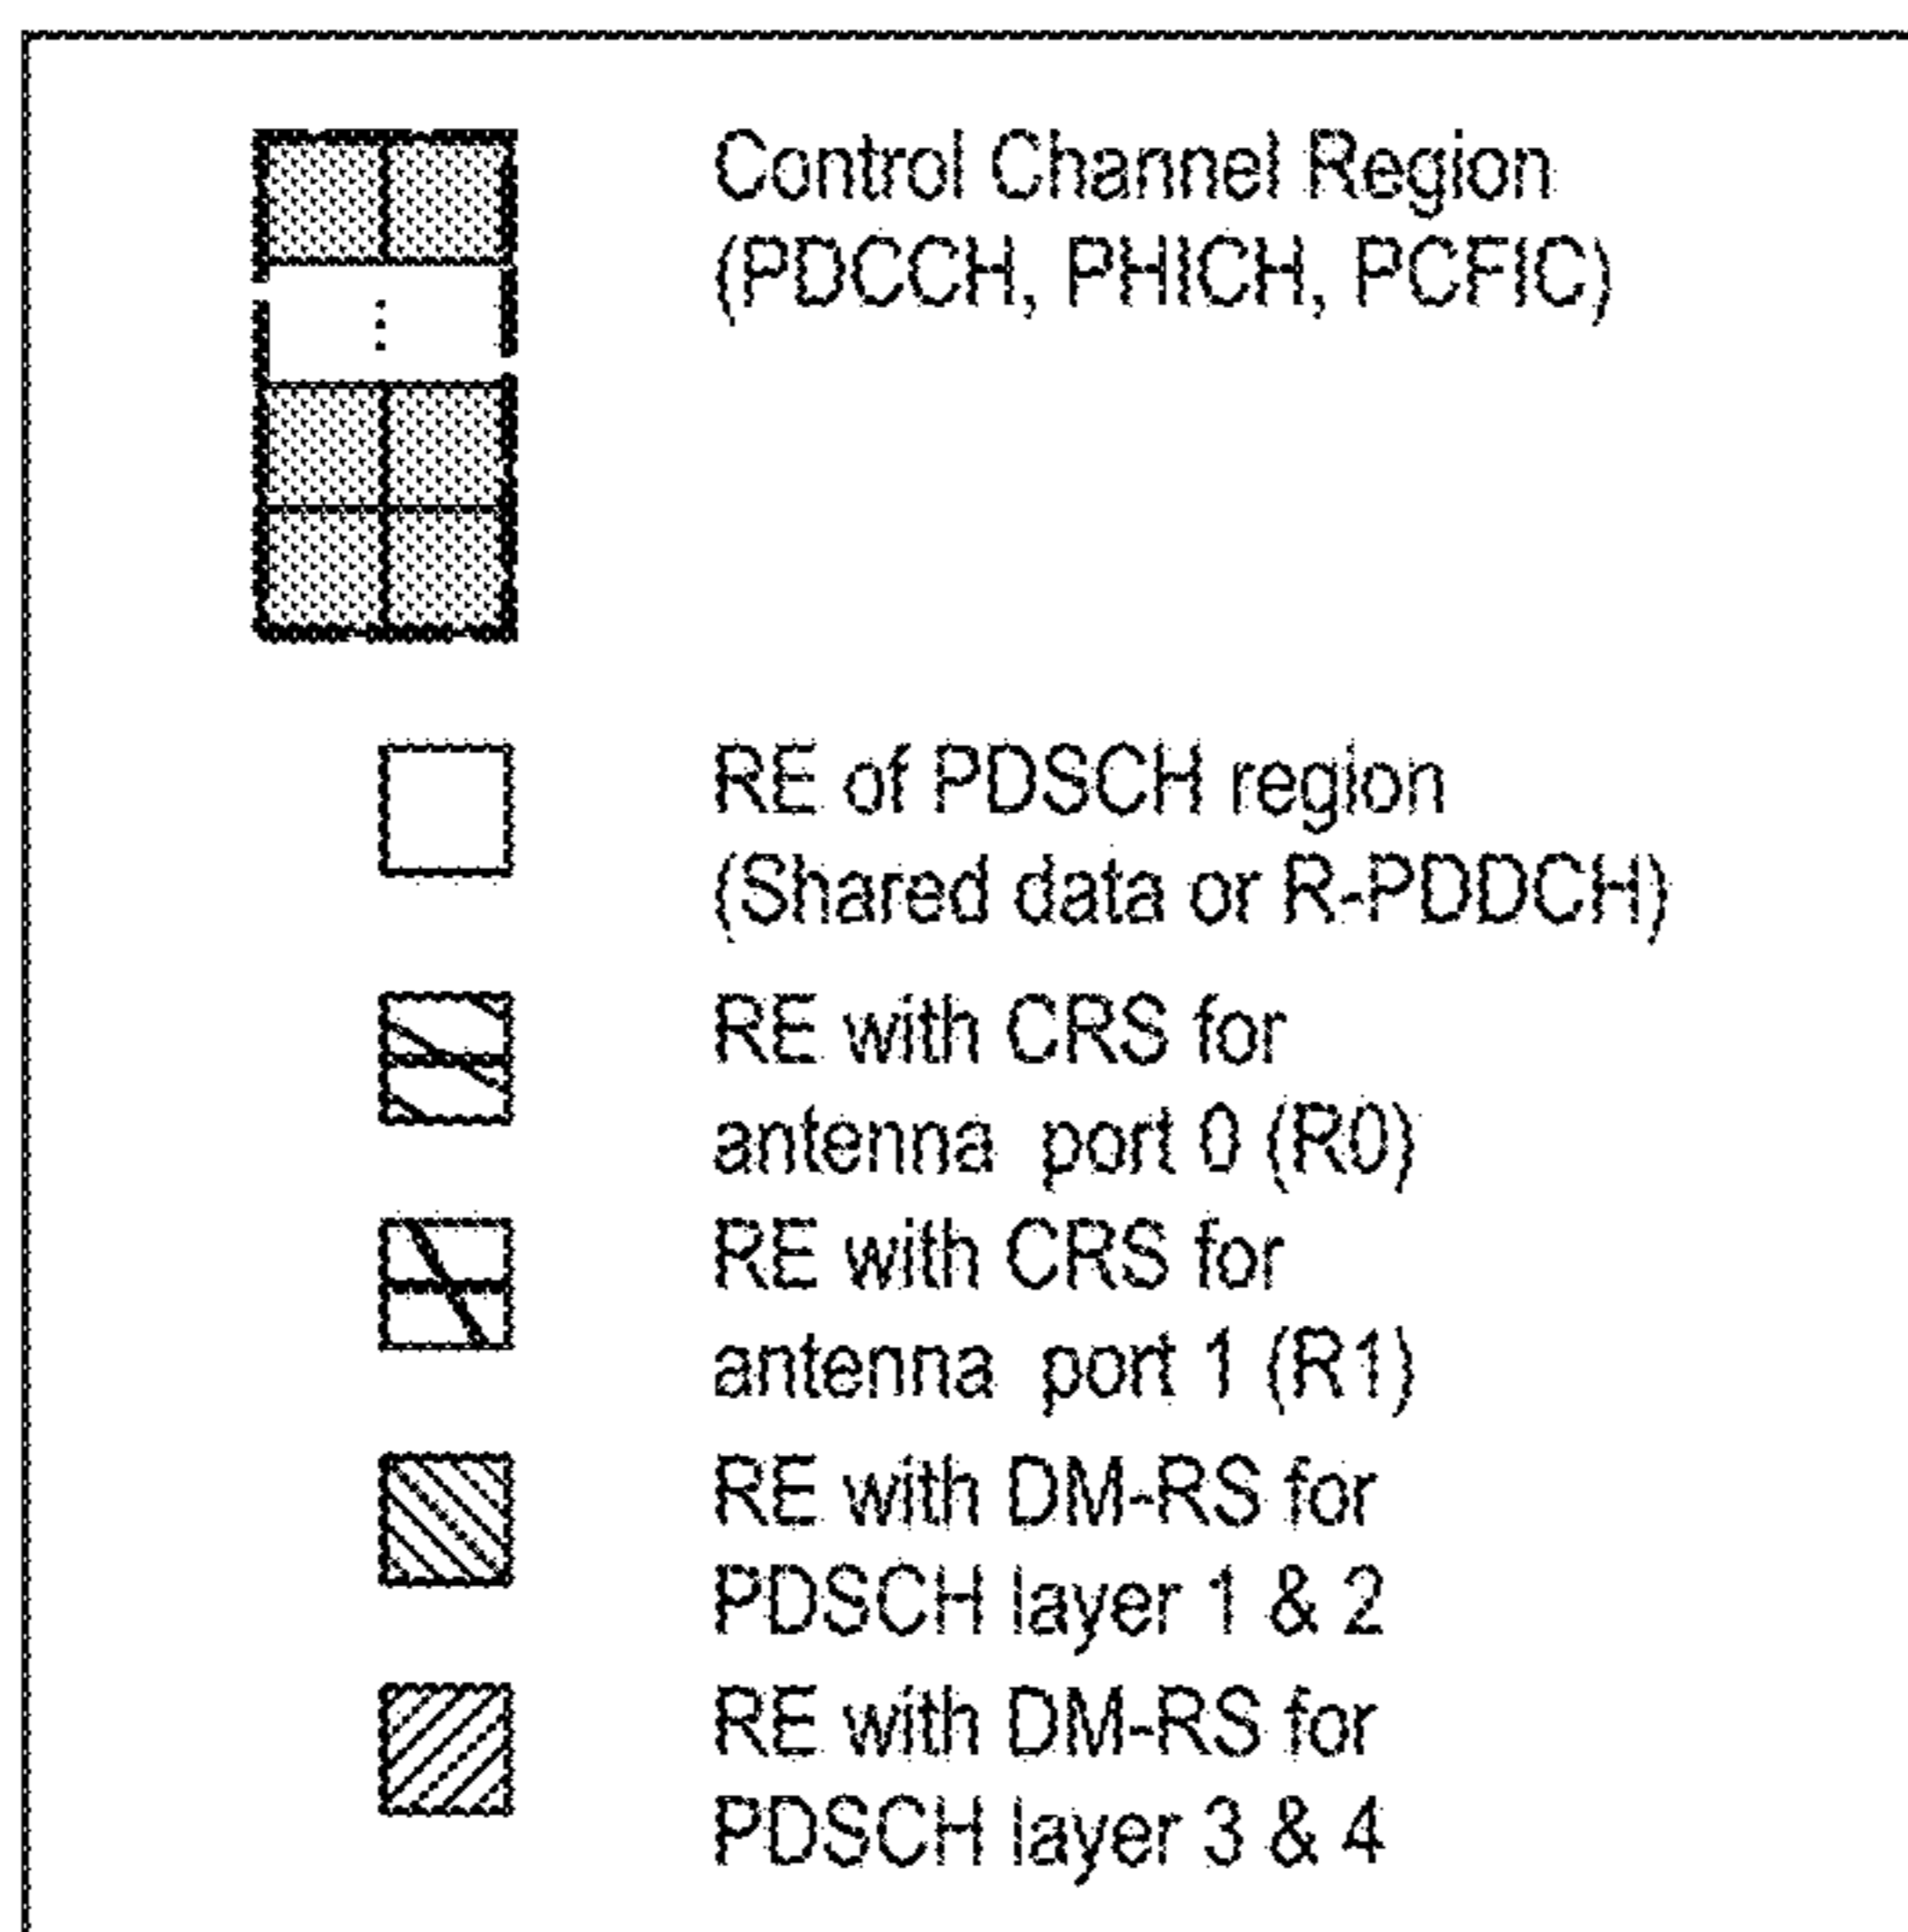 Control Channel Region
(PDCCH, PHICH, PCFIC)
RE of PDSCH region
(Shared data or R-PDDCH)
RE with CRS for
antenna port 0 (R0)
RE with CRS for
antenna port 1 (R1)
RE with DM-RS for
PDSCH layer 1 & 2
RE with DM-RS for
PDSCH layer 3 & 4